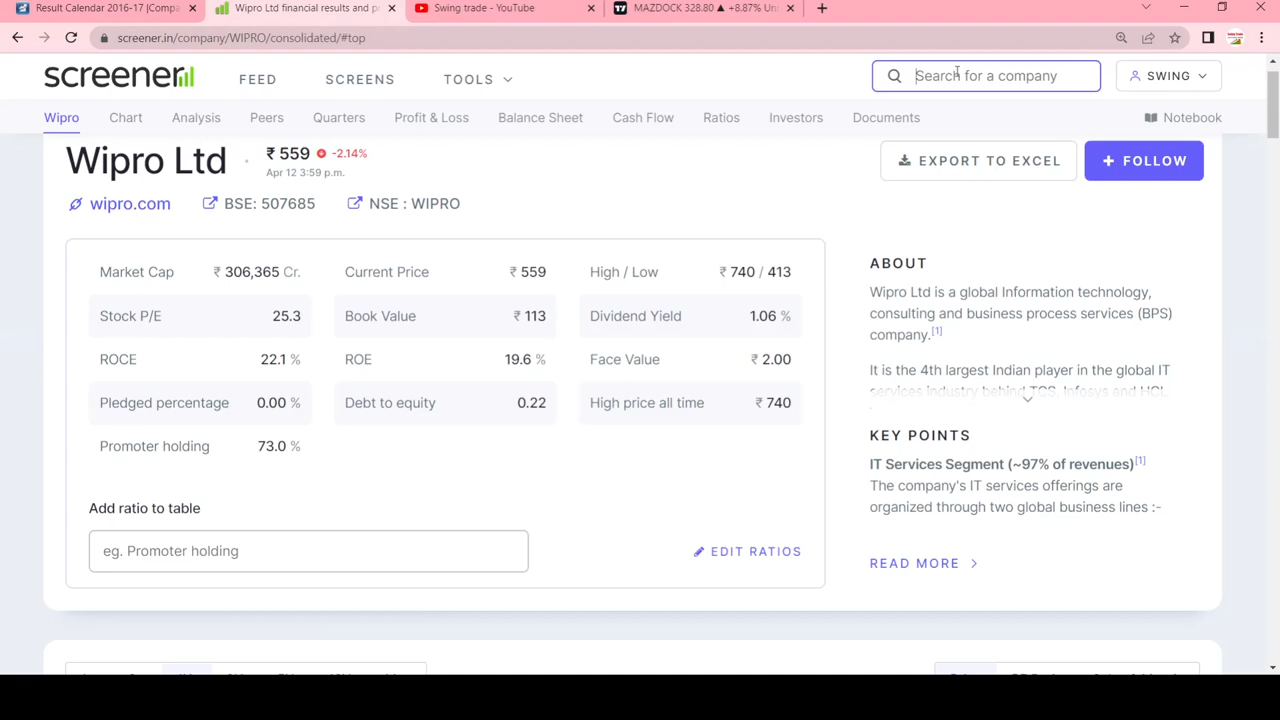 Result Calendar 2016-17 |Compa
Wipro Ltd financial results and p
Swing trade - YouTube
MAZDOCK 328.80 ▲ +8.87% Un
screener.in/company/WIPRO/consolidated/#top
screener
FEED
SCREENS
TOOLS
Search for a company
SWING
Wipro
Chart
Analysis
Peers
Quarters
Profit & Loss
Balance Sheet
Cash Flow
Ratios
Investors
Documents
Notebook
Wipro Ltd
₹ 559
-2.14%
Apr 12 3:59 p.m.
EXPORT TO EXCEL
+ FOLLOW
wipro.com
BSE: 507685
NSE : WIPRO
Market Cap ₹ 306,365 Cr.
Current Price ₹ 559
High / Low ₹ 740 / 413
Stock P/E 25.3
Book Value ₹ 113
Dividend Yield 1.06 %
ROCE 22.1 %
ROE 19.6 %
Face Value ₹ 2.00
Pledged percentage 0.00 %
Debt to equity 0.22
High price all time ₹ 740
Promoter holding 73.0 %
Add ratio to table
eg. Promoter holding
EDIT RATIOS
ABOUT
Wipro Ltd is a global Information technology,
consulting and business process services (BPS)
company.[1]
It is the 4th largest Indian player in the global IT
services industry behind TCS, Infosys and HCL
KEY POINTS
IT Services Segment (~97% of revenues)[1]
The company's IT services offerings are
organized through two global business lines :-
READ MORE